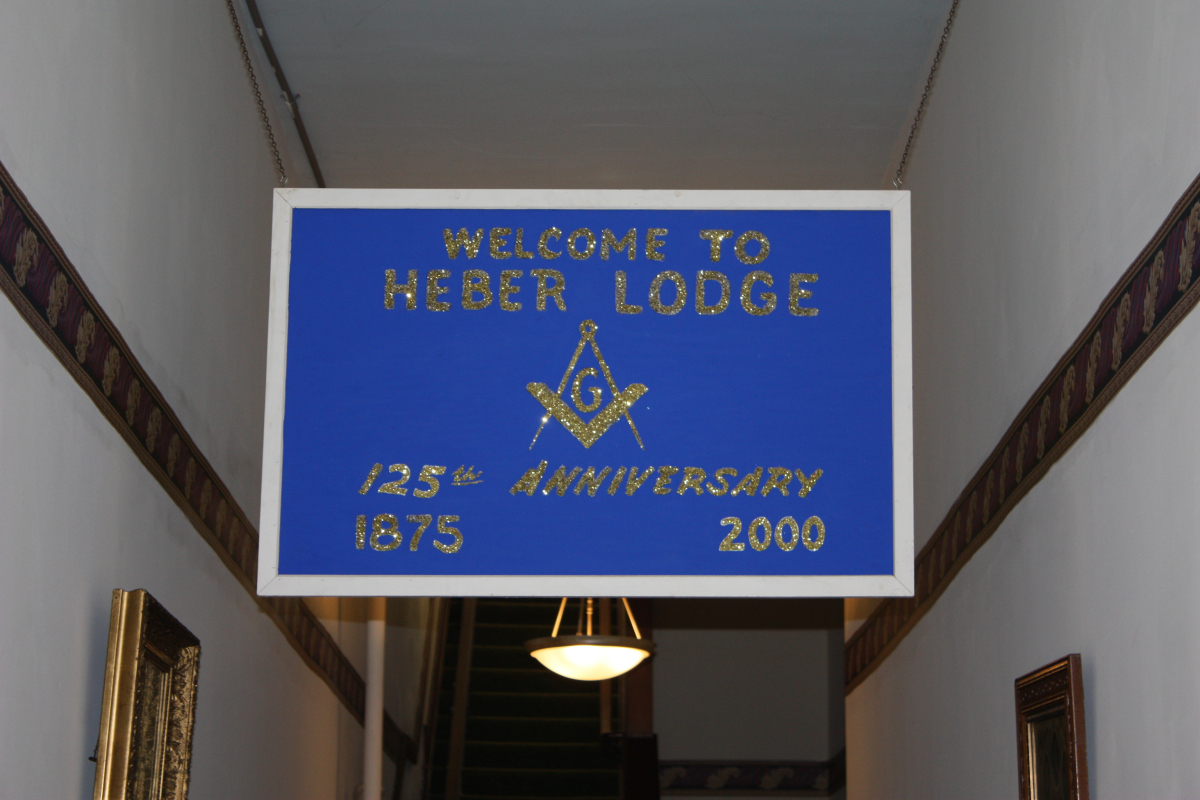 WELCOME TO
HEBER LODGE
G
125th ANNIVERSARY
1875 2000